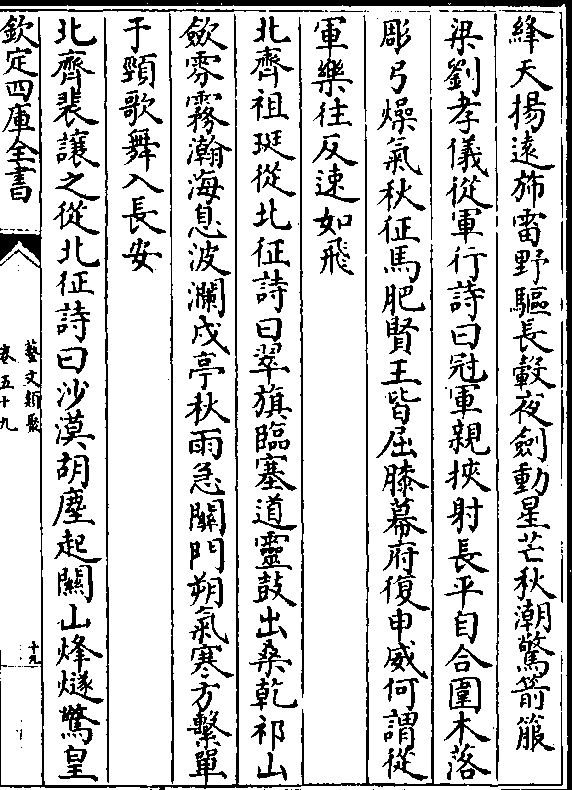 綘天揚遠斾雷野驅長轂夜劍動星芒秋潮驚箭服
梁劉孝儀從軍行詩曰冠軍親挾射長平自合圍木落
彫弓燥氣秋征馬肥賢王皆屈膝幕府復申威何謂從
軍樂往反速如飛
北齊祖珽從北征詩曰翠旗臨塞道靈鼓出桑乾祁山
斂雰霧瀚海息波瀾戍亭秋雨急關門朔氣寒方繫單
于頸歌舞入長安
北齊裴讓之從北征詩曰沙漠胡塵起關山烽燧驚皇
欽定四庫全書
藝文類聚
卷五十九
十九